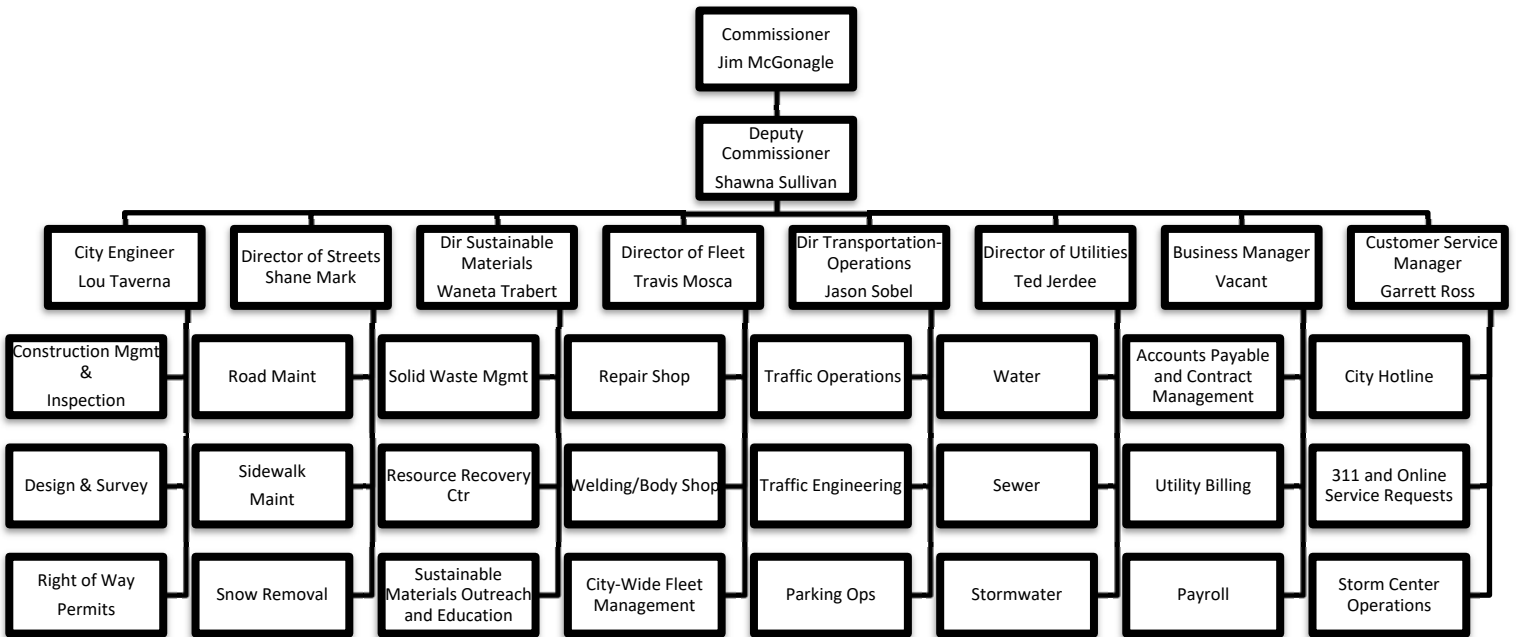 Commissioner
Jim McGonagle
Deputy
Commissioner
Shawna Sullivan
City Engineer
Lou Taverna
Director of Streets
Shane Mark
Dir Sustainable
Materials
Waneta Trabert
Director of Fleet
Travis Mosca
Dir Transportation-
Operations
Jason Sobel
Director of Utilities
Ted Jerdee
Business Manager
Vacant
Customer Service
Manager
Garrett Ross
Construction Mgmt
&
Inspection
Road Maint
Solid Waste Mgmt
Repair Shop
Traffic Operations
Water
Accounts Payable
and Contract
Management
City Hotline
Design & Survey
Sidewalk
Maint
Resource Recovery
Ctr
Welding/Body Shop
Traffic Engineering
Sewer
Utility Billing
311 and Online
Service Requests
Right of Way
Permits
Snow Removal
Sustainable
Materials Outreach
and Education
City-Wide Fleet
Management
Parking Ops
Stormwater
Payroll
Storm Center
Operations